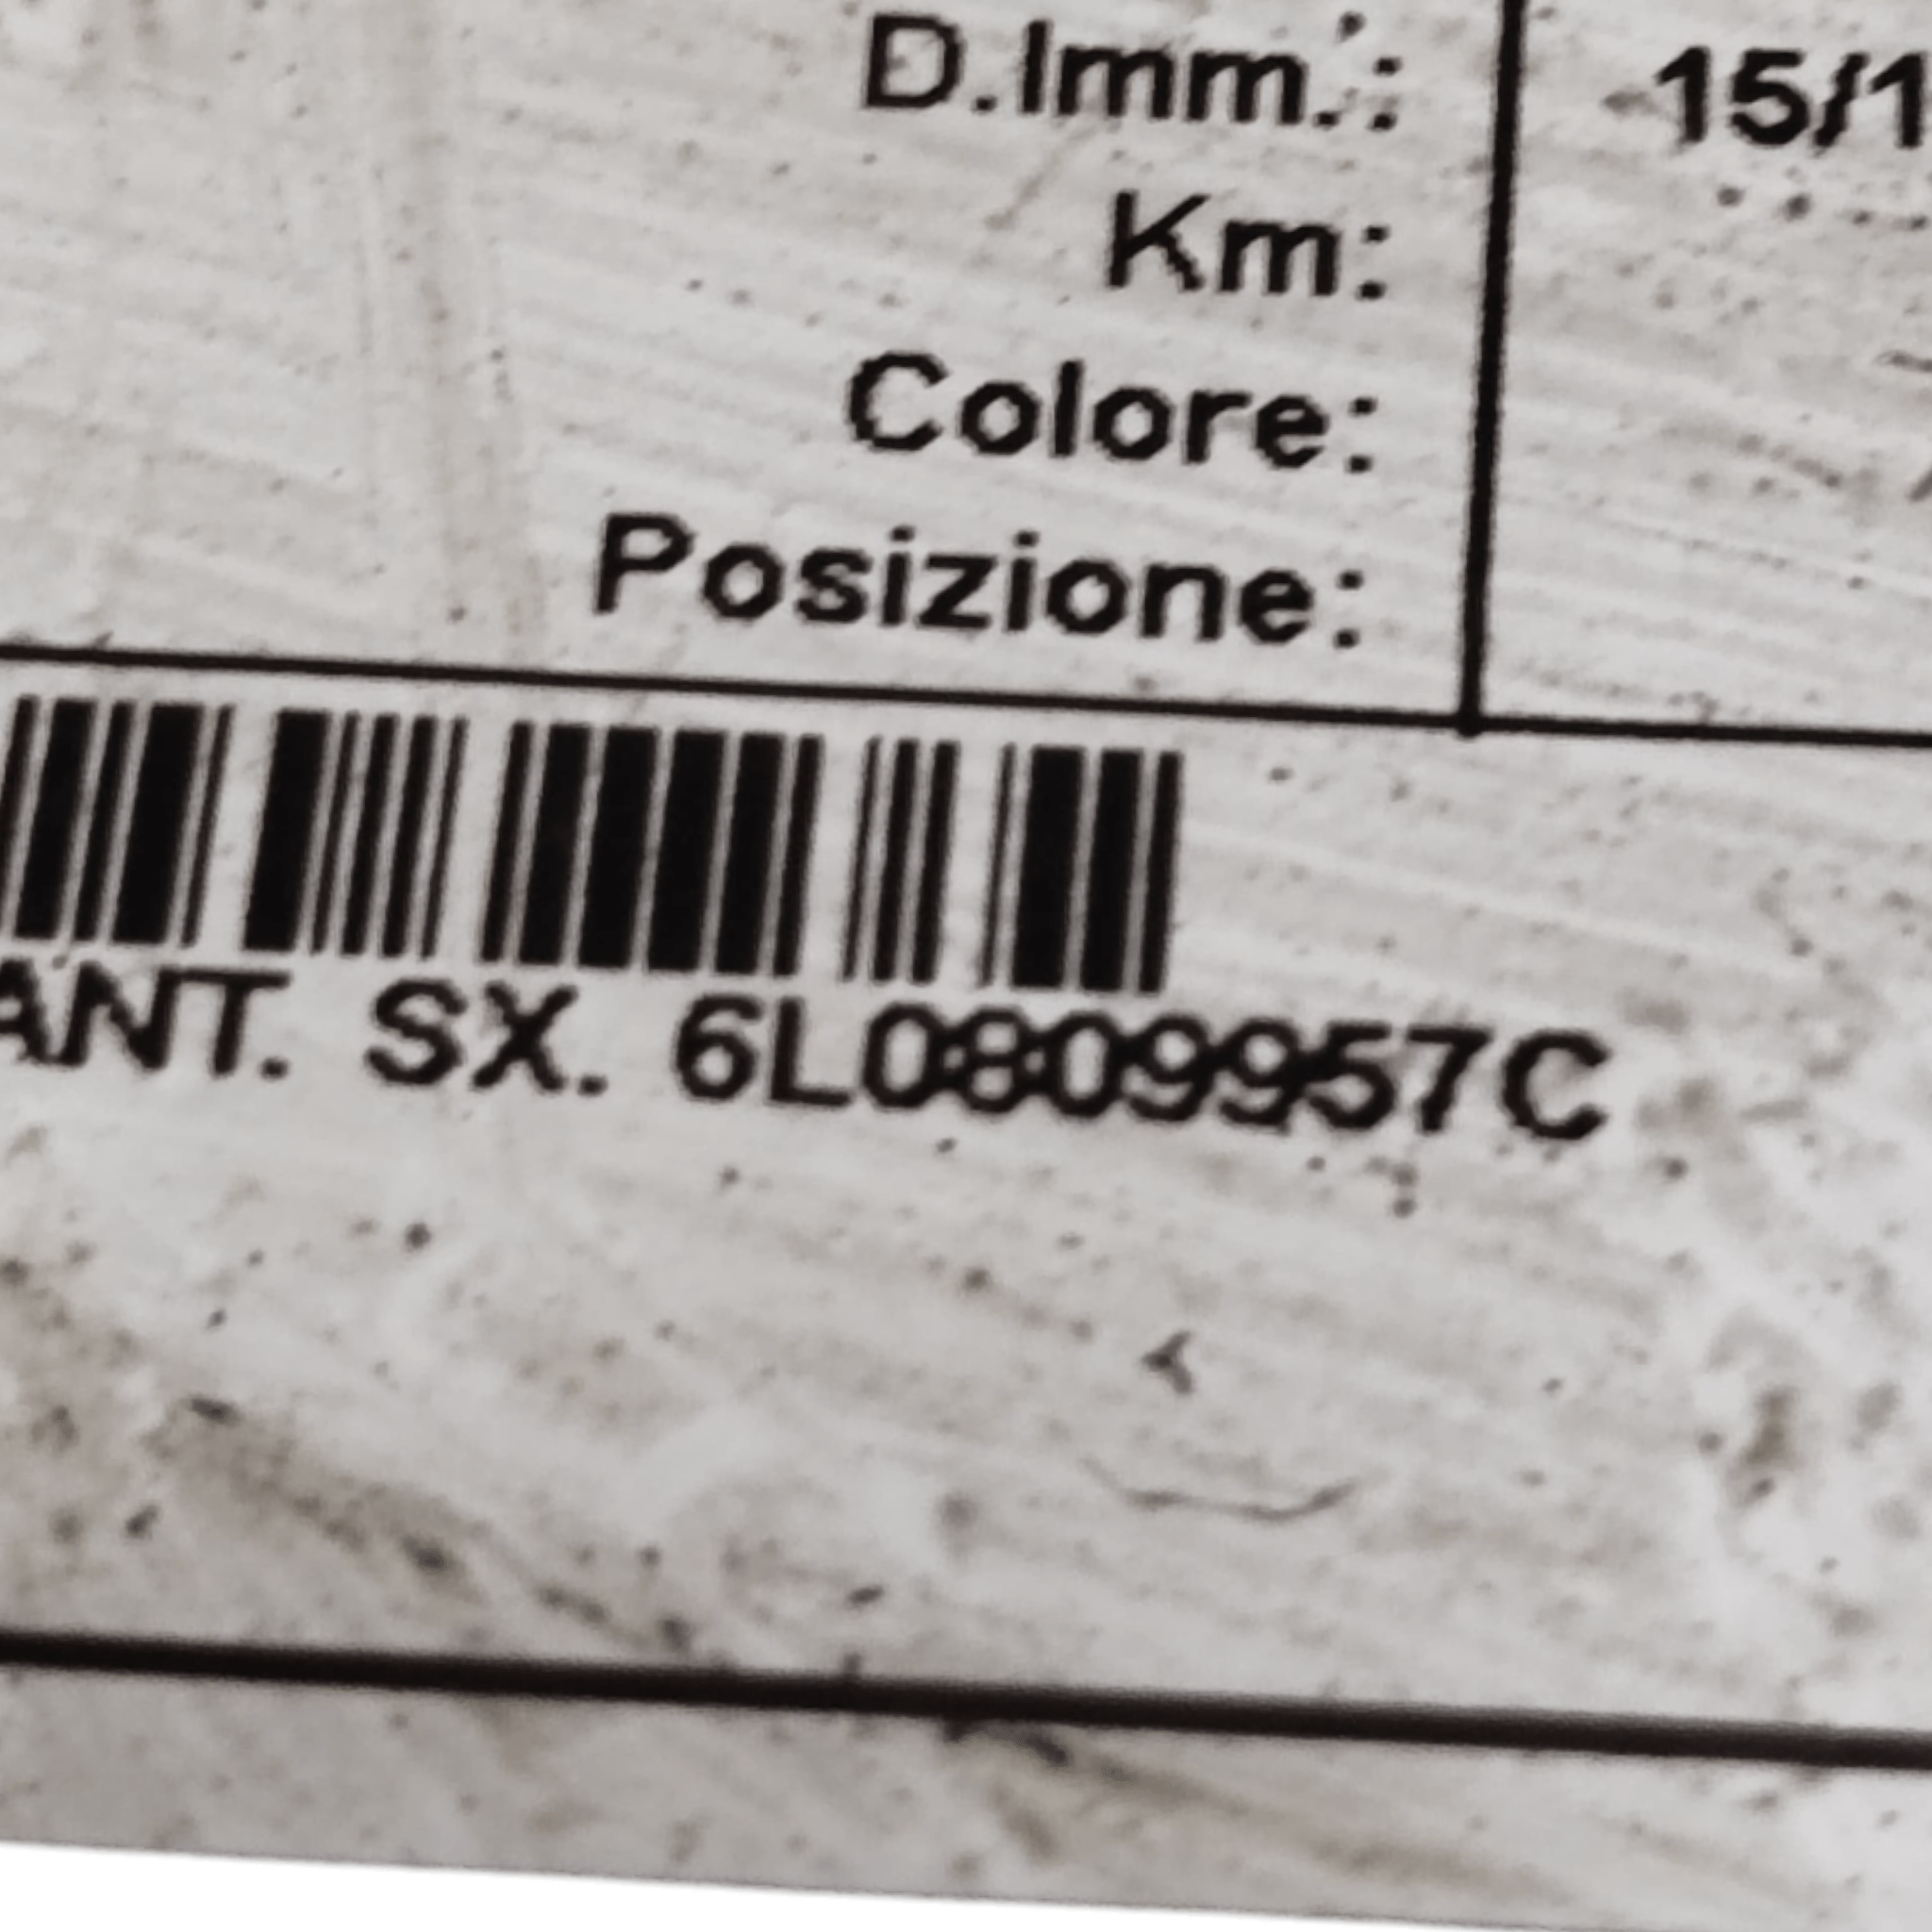 D.Imm.: 15/1
Km:
Colore:
Posizione:
ANT. SX. 6L0809957C